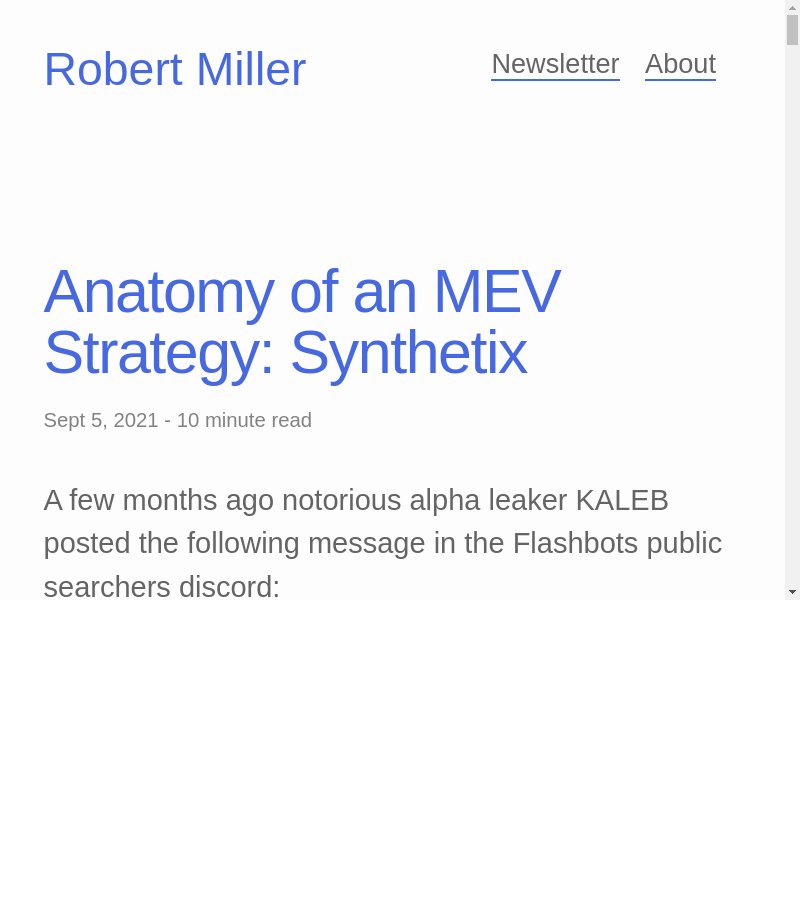 Robert Miller
Newsletter About
Anatomy of an MEV
Strategy: Synthetix
Sept 5, 2021 - 10 minute read
A few months ago notorious alpha leaker KALEB
posted the following message in the Flashbots public
searchers discord: